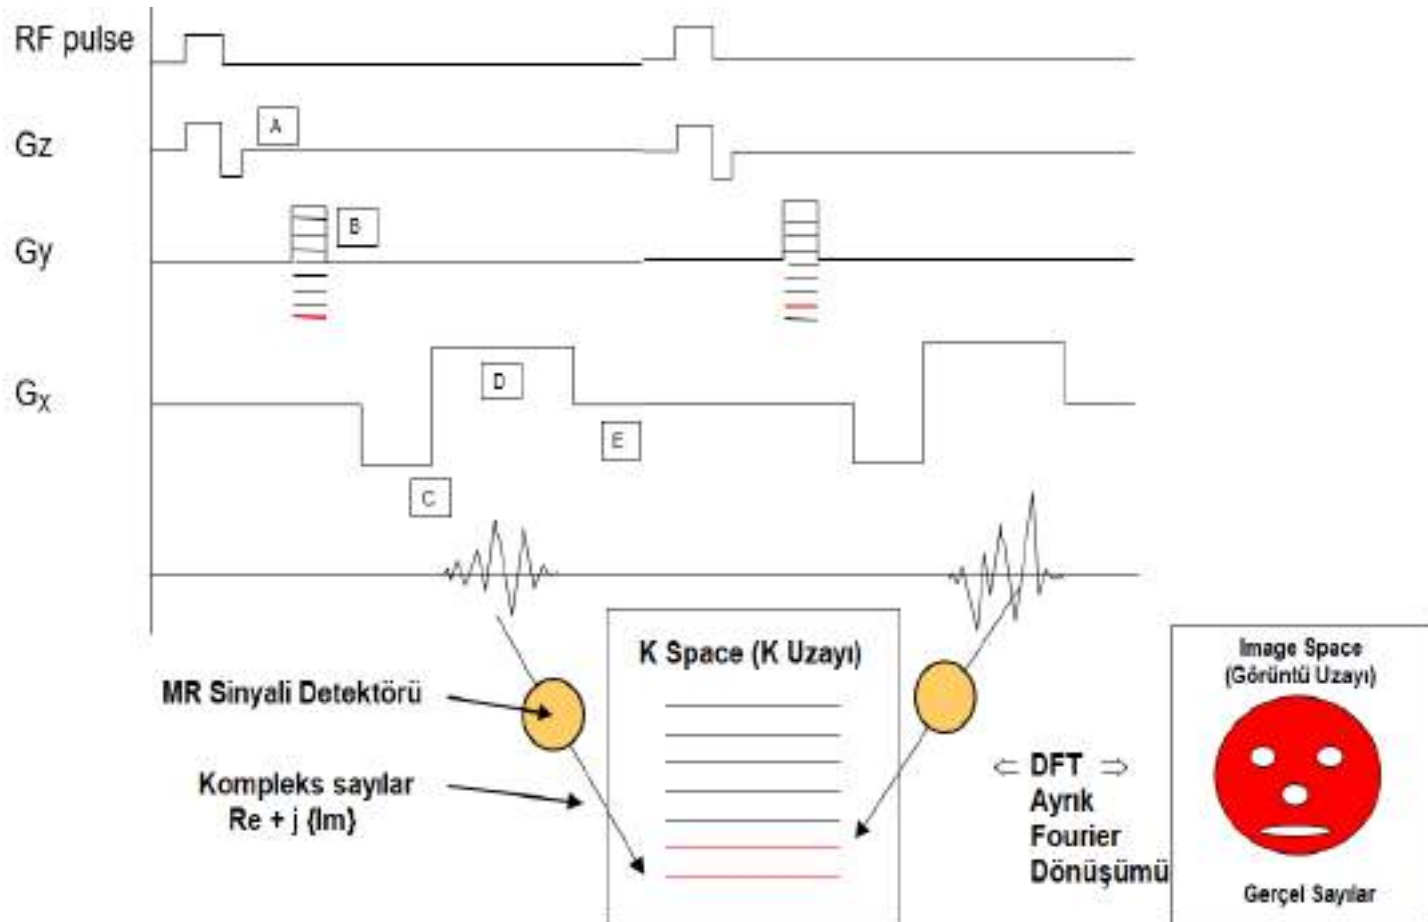 RF pulse
A
Gz
B
Gy
D
Gx
E
C
K Space (K Uzayı)
Image Space
(Görüntü Uzayı)
MR Sinyali Detektörü
⇐ DFT ⇒
Ayrık
Fourier
Dönüşümü
Kompleks sayılar
Re + j {Im}
Gerçel Sayılar